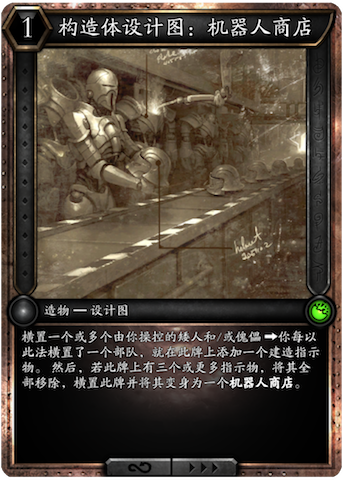 1
构造体设计图：机器人商店
造物 — 设计图
横置一个或多个由你操控的矮人和/或傀儡 ➡ 你每以
此法横置了一个部队，就在此牌上添加一个建造指示
物。 然后，若此牌上有三个或更多指示物，将其全
部移除，横置此牌并将其变身为一个机器人商店。